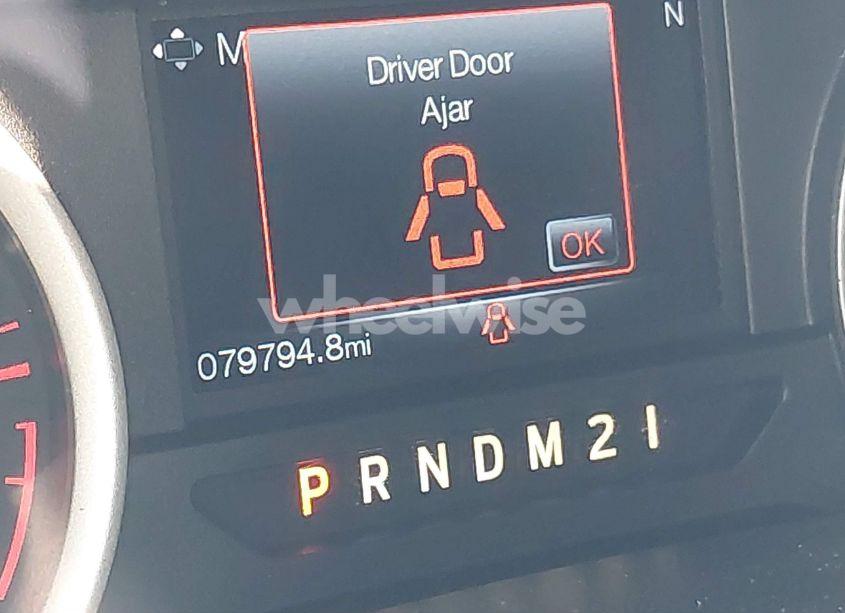 M
N
Driver Door
Ajar
OK
wheelwise
079794.8mi
P R N D M 2 1